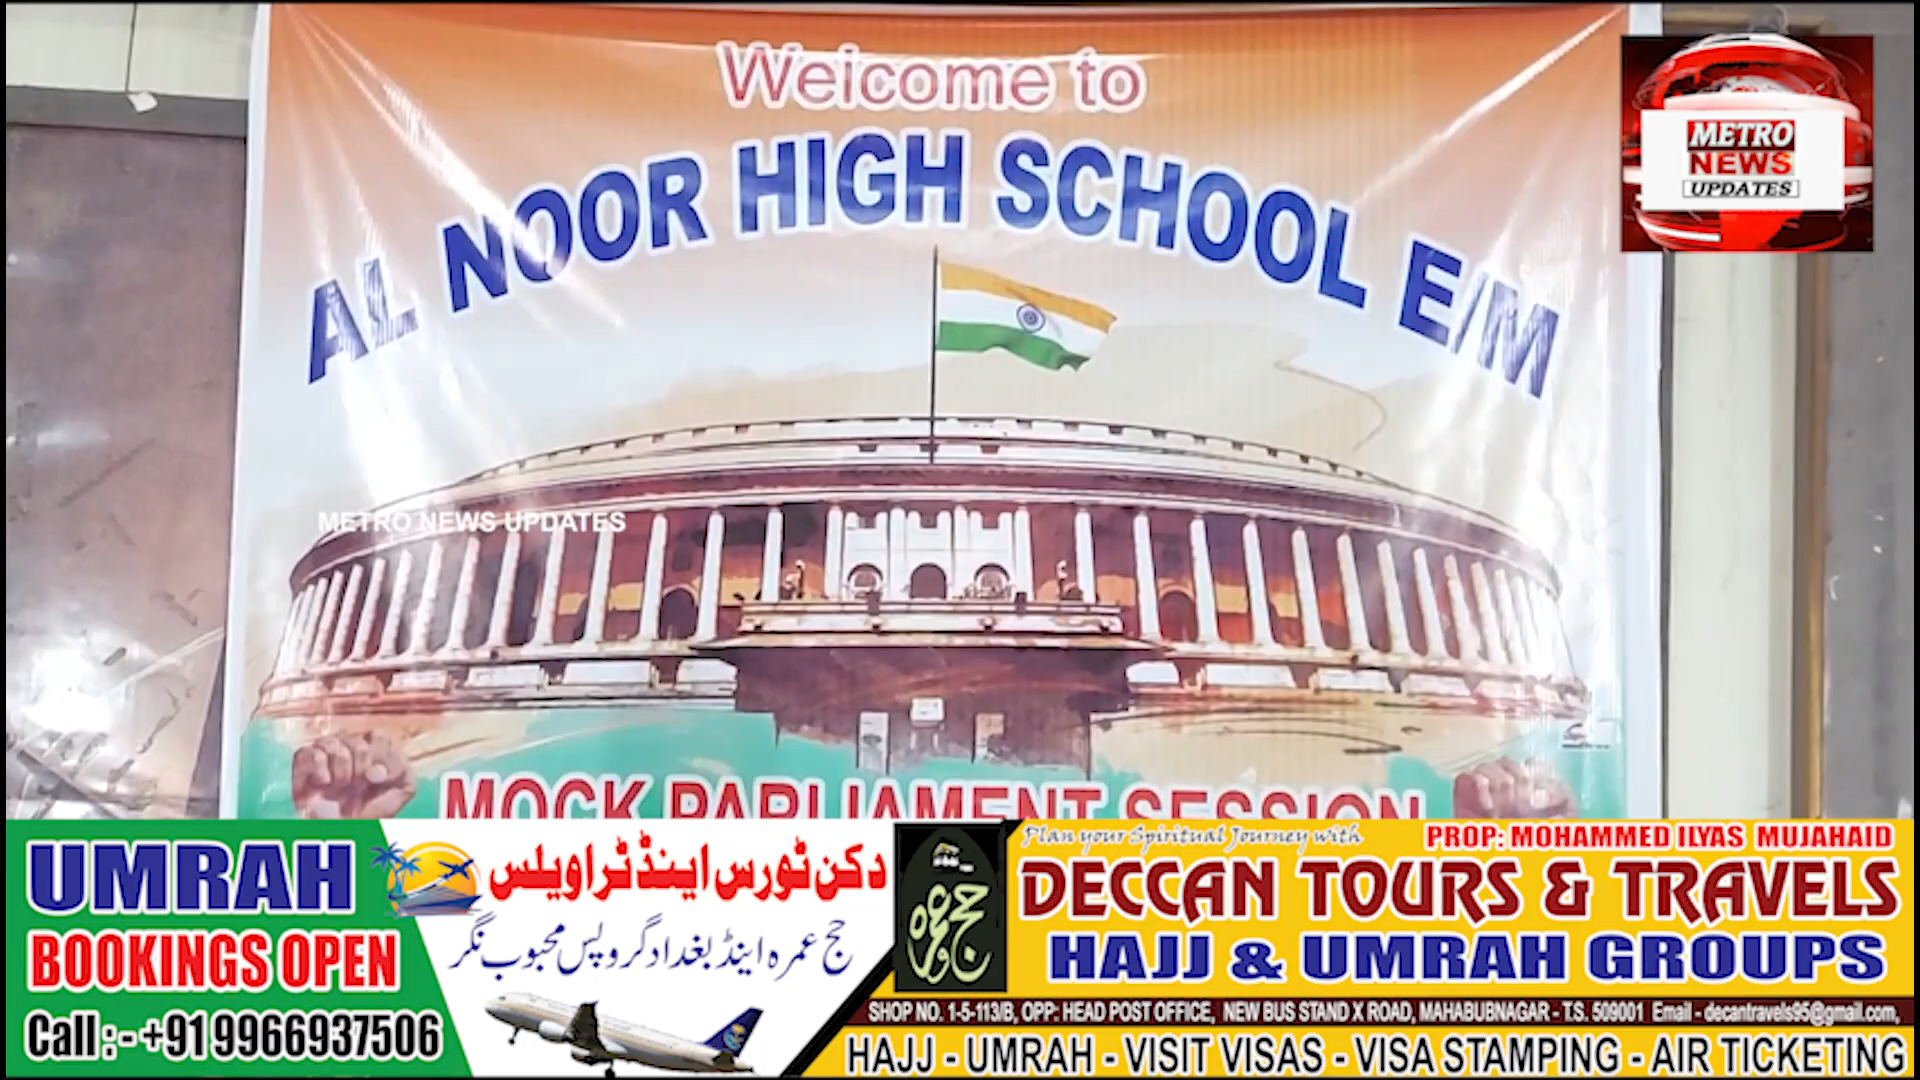 Welcome to
AL NOOR HIGH SCHOOL E/M
METRO
NEWS
UPDATES
METRO NEWS UPDATES
MOCK PARLIAMENT SESSION
UMRAH
BOOKINGS OPEN
Call :- +91 9966937506
دکن ٹورس اینڈ ٹراویلس
حج عمرہ اینڈ بغداد گروپس محبوب نگر
حج و عمرہ
Plan your Spiritual Journey with
PROP: MOHAMMED ILYAS MUJAHAID
DECCAN TOURS & TRAVELS
HAJJ & UMRAH GROUPS
SHOP NO. 1-5-113/B, OPP: HEAD POST OFFICE, NEW BUS STAND X ROAD, MAHABUBNAGAR - T.S. 509001 Email - decantravels95@gmail.com,
HAJJ - UMRAH - VISIT VISAS - VISA STAMPING - AIR TICKETING